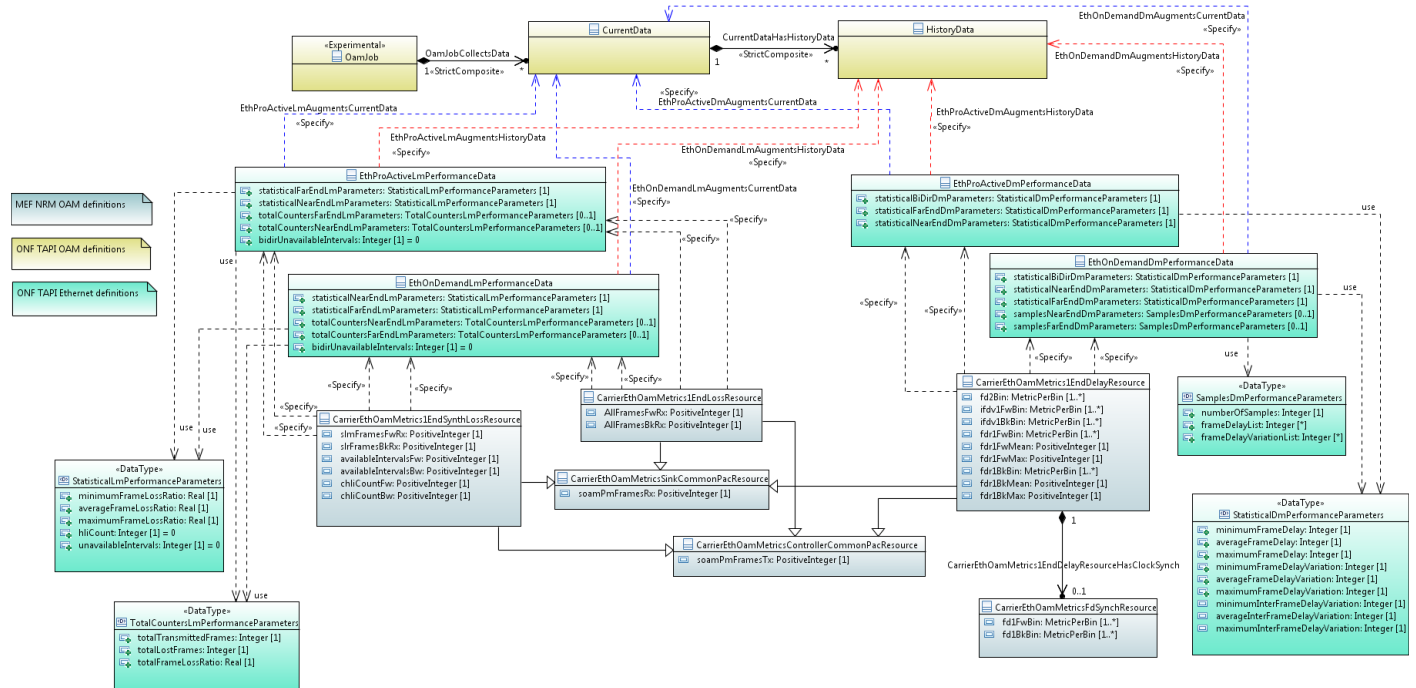 EthOnDemandDmAugmentsCurrentData
«Specify»
CurrentData
HistoryData
«Experimental»
OamJob
OamJobCollectsData
1
«StrictComposite»
*
CurrentDataHasHistoryData
1
«StrictComposite»
*
EthOnDemandDmAugmentsHistoryData
«Specify»
EthProActiveLmAugmentsCurrentData
«Specify»
«Specify»
EthProActiveDmAugmentsCurrentData
EthProActiveDmAugmentsHistoryData
«Specify»
EthProActiveLmAugmentsHistoryData
«Specify»
EthOnDemandLmAugmentsHistoryData
«Specify»
EthProActiveLmPerformanceData
statisticalFarEndLmParameters: StatisticalLmPerformanceParameters [1]
statisticalNearEndLmParameters: StatisticalLmPerformanceParameters [1]
totalCountersFarEndLmParameters: TotalCountersLmPerformanceParameters [0..1]
totalCountersNearEndLmParameters: TotalCountersLmPerformanceParameters [0..1]
bidirUnavailableIntervals: Integer [1] = 0
EthOnDemandLmAugmentsCurrentData
«Specify»
EthProActiveDmPerformanceData
statisticalBiDirDmParameters: StatisticalDmPerformanceParameters [1]
statisticalFarEndDmParameters: StatisticalDmPerformanceParameters [1]
statisticalNearEndDmParameters: StatisticalDmPerformanceParameters [1]
use
MEF NRM OAM definitions
ONF TAPI OAM definitions
ONF TAPI Ethernet definitions
use
«Specify»
«Specify»
EthOnDemandLmPerformanceData
statisticalNearEndLmParameters: StatisticalLmPerformanceParameters [1]
statisticalFarEndLmParameters: StatisticalLmPerformanceParameters [1]
totalCountersNearEndLmParameters: TotalCountersLmPerformanceParameters [0..1]
totalCountersFarEndLmParameters: TotalCountersLmPerformanceParameters [0..1]
bidirUnavailableIntervals: Integer [1] = 0
EthOnDemandDmPerformanceData
statisticalBiDirDmParameters: StatisticalDmPerformanceParameters [1]
statisticalNearEndDmParameters: StatisticalDmPerformanceParameters [1]
statisticalFarEndDmParameters: StatisticalDmPerformanceParameters [1]
samplesNearEndDmParameters: SamplesDmPerformanceParameters [0..1]
samplesFarEndDmParameters: SamplesDmPerformanceParameters [0..1]
use
«Specify»
«Specify»
«Specify»
«Specify»
«Specify»
«Specify»
«Specify»
«Specify»
use
«Specify»
«Specify»
use
use
CarrierEthOamMetrics1EndSynthLossResource
slmFramesFwRx: PositiveInteger [1]
slrFramesBkRx: PositiveInteger [1]
availableIntervalsFw: PositiveInteger [1]
availableIntervalsBw: PositiveInteger [1]
chliCountFw: PositiveInteger [1]
chliCountBw: PositiveInteger [1]
CarrierEthOamMetrics1EndLossResource
AllFramesFwRx: PositiveInteger [1]
AllFramesBkRx: PositiveInteger [1]
CarrierEthOamMetrics1EndDelayResource
fd2Bin: MetricPerBin [1..*]
ifdv1FwBin: MetricPerBin [1..*]
ifdv1BkBin: MetricPerBin [1..*]
fdr1FwBin: MetricPerBin [1..*]
fdr1FwMean: PositiveInteger [1]
fdr1FwMax: PositiveInteger [1]
fdr1BkBin: MetricPerBin [1..*]
fdr1BkMean: PositiveInteger [1]
fdr1BkMax: PositiveInteger [1]
«DataType»
SamplesDmPerformanceParameters
numberOfSamples: Integer [1]
frameDelayList: Integer [*]
frameDelayVariationList: Integer [*]
«DataType»
StatisticalLmPerformanceParameters
minimumFrameLossRatio: Real [1]
averageFrameLossRatio: Real [1]
maximumFrameLossRatio: Real [1]
hliCount: Integer [1] = 0
unavailableIntervals: Integer [1] = 0
CarrierEthOamMetricsSinkCommonPacResource
soamPmFramesRx: PositiveInteger [1]
CarrierEthOamMetricsControllerCommonPacResource
soamPmFramesTx: PositiveInteger [1]
«DataType»
StatisticalDmPerformanceParameters
minimumFrameDelay: Integer [1]
averageFrameDelay: Integer [1]
maximumFrameDelay: Integer [1]
minimumFrameDelayVariation: Integer [1]
averageFrameDelayVariation: Integer [1]
maximumFrameDelayVariation: Integer [1]
minimumInterFrameDelayVariation: Integer [1]
averageInterFrameDelayVariation: Integer [1]
maximumInterFrameDelayVariation: Integer [1]
1
CarrierEthOamMetrics1EndDelayResourceHasClockSynch
0..1
use
«DataType»
TotalCountersLmPerformanceParameters
totalTransmittedFrames: Integer [1]
totalLostFrames: Integer [1]
totalFrameLossRatio: Real [1]
CarrierEthOamMetricsFdSynchResource
fd1FwBin: MetricPerBin [1..*]
fd1BkBin: MetricPerBin [1..*]